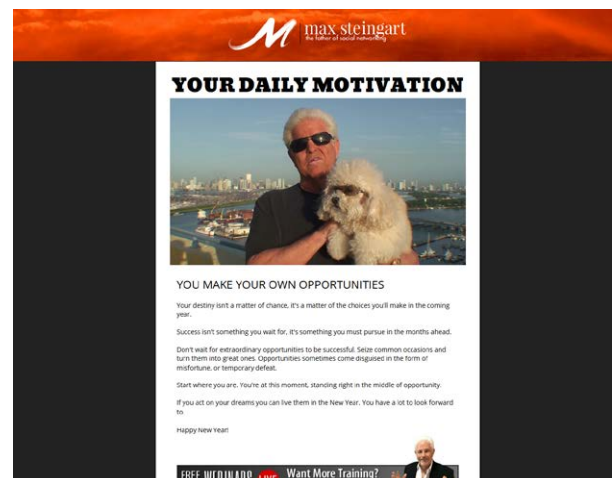 max steingart
the father of social networking
YOUR DAILY MOTIVATION
YOU MAKE YOUR OWN OPPORTUNITIES
Your destiny isn't a matter of chance, it's a matter of the choices you'll make in the coming
year.
Success isn't something you wait for, it's something you must pursue in the months ahead.
Don't wait for extraordinary opportunities to be successful. Seize common occasions and
turn them into great ones. Opportunities sometimes come disguised in the form of
misfortune, or temporary defeat.
Start where you are. You're at this moment, standing right in the middle of opportunity.
If you act on your dreams you can live them in the New Year. You have a lot to look forward
to.
Happy New Year!
FREE WEBINARS LIVE Want More Training?